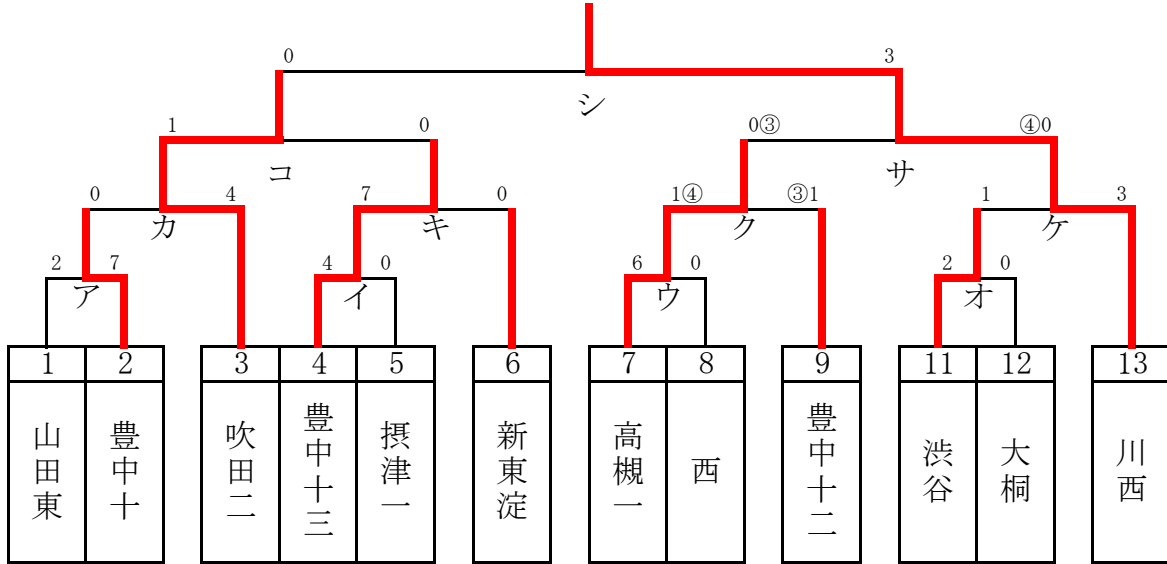 0 3
シ
1 0 0③ ④0
コ サ
0 4 7 0 1④ ③1 1 3
カ キ ク ケ
2 7 4 0 6 0 2 0
ア イ ウ オ
1 2 3 4 5 6 7 8 9 11 12 13
山田東
豊中十
吹田二
豊中十三
摂津一
新東淀
高槻一
西
豊中十二
渋谷
大桐
川西